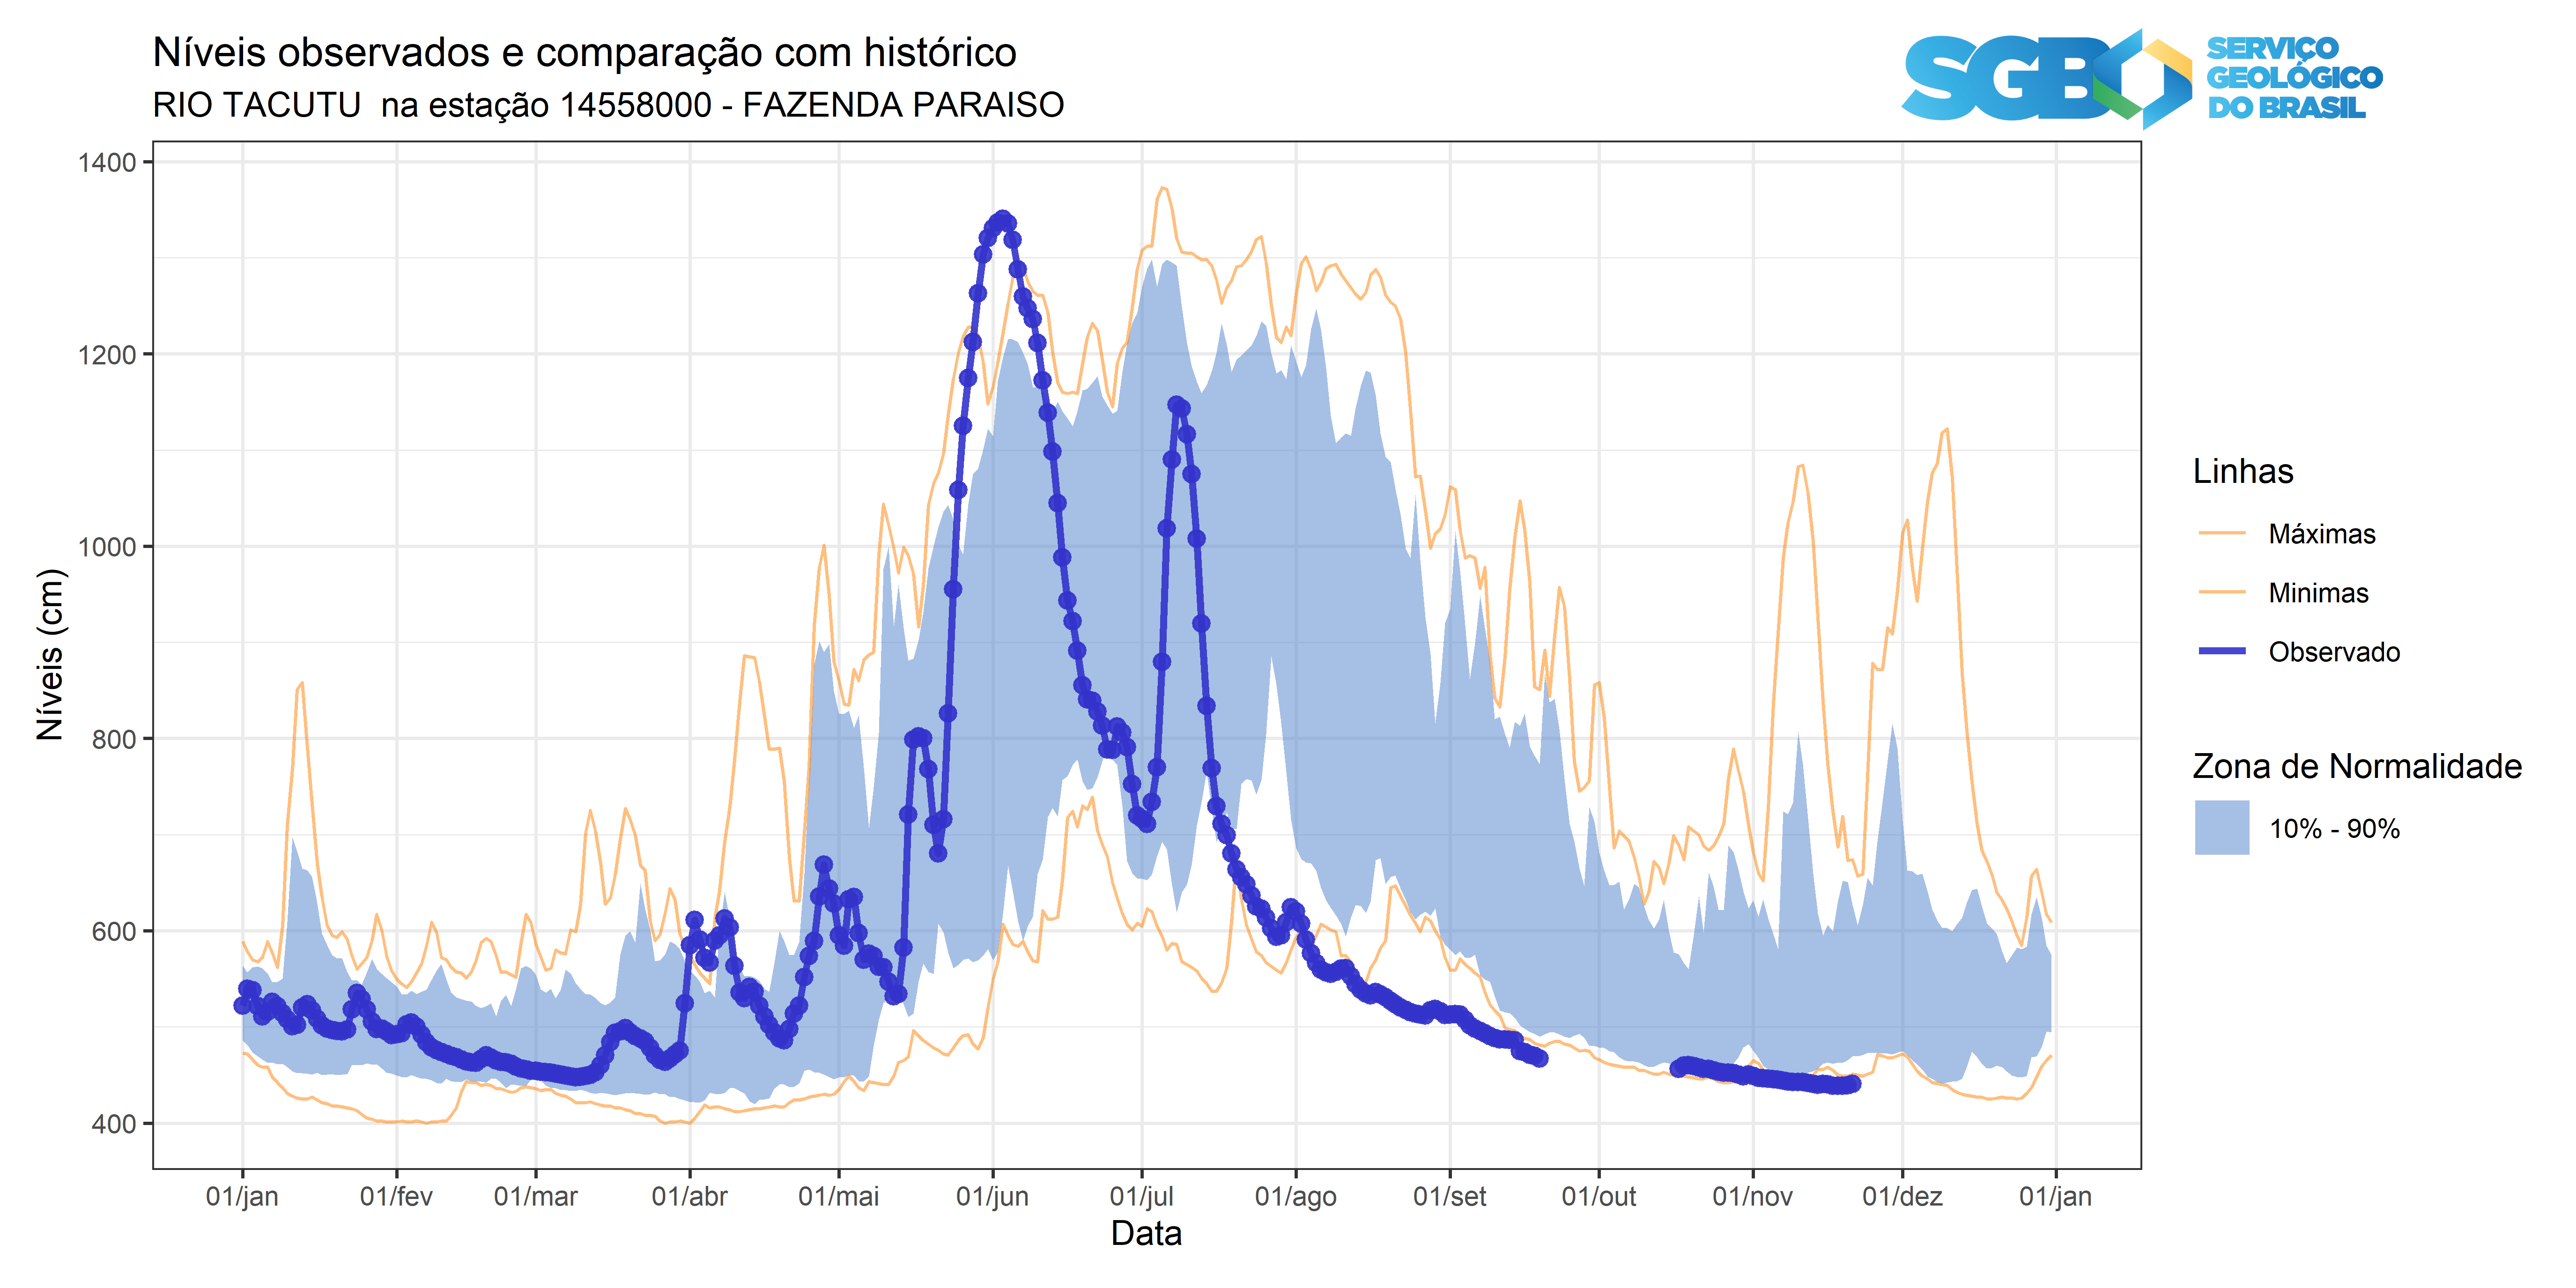 Níveis observados e comparação com histórico
RIO TACUTU  na estação 14558000 - FAZENDA PARAISO
SGB
SERVIÇO
GEOLÓGICO
DO BRASIL
Níveis (cm)
1400
1200
1000
800
600
400
01/jan
01/fev
01/mar
01/abr
01/mai
01/jun
01/jul
01/ago
01/set
01/out
01/nov
01/dez
01/jan
Data
Linhas
Máximas
Minimas
Observado
Zona de Normalidade
10% - 90%